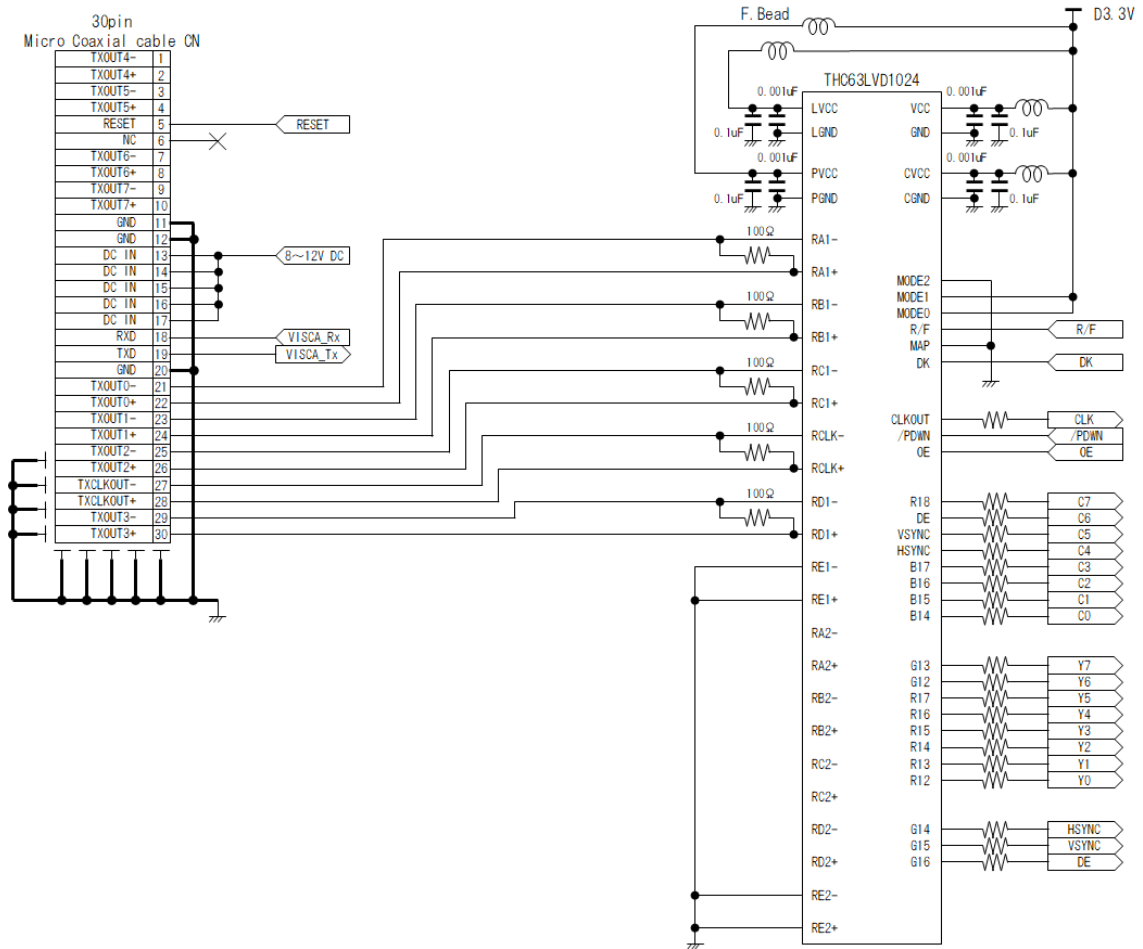 30pin
Micro Coaxial cable CN
TXOUT4- 1
TXOUT4+ 2
TXOUT5- 3
TXOUT5+ 4
RESET 5 RESET
NC 6
TXOUT6- 7
TXOUT6+ 8
TXOUT7- 9
TXOUT7+ 10
GND 11
GND 12
DC IN 13 8～12V DC
DC IN 14
DC IN 15
DC IN 16
DC IN 17
RXD 18 VISCA_Rx
TXD 19 VISCA_Tx
GND 20
TXOUT0- 21
TXOUT0+ 22
TXOUT1- 23
TXOUT1+ 24
TXOUT2- 25
TXOUT2+ 26
TXCLKOUT- 27
TXCLKOUT+ 28
TXOUT3- 29
TXOUT3+ 30
F. Bead
D3. 3V
THC63LVD1024
0. 001uF
0. 1uF
0. 001uF
0. 1uF
LVCC
LGND
PVCC
PGND
100Ω
RA1-
RA1+
100Ω
RB1-
RB1+
100Ω
RC1-
RC1+
100Ω
RCLK-
RCLK+
100Ω
RD1-
RD1+
RE1-
RE1+
RA2-
RA2+
RB2-
RB2+
RC2-
RC2+
RD2-
RD2+
RE2-
RE2+
VCC
GND
CVCC
CGND
0. 001uF
0. 1uF
0. 001uF
0. 1uF
MODE2
MODE1
MODE0
R/F R/F
MAP
DK DK
CLKOUT CLK
/PDWN /PDWN
OE OE
R18 C7
DE C6
VSYNC C5
HSYNC C4
B17 C3
B16 C2
B15 C1
B14 C0
G13 Y7
G12 Y6
R17 Y5
R16 Y4
R15 Y3
R14 Y2
R13 Y1
R12 Y0
G14 HSYNC
G15 VSYNC
G16 DE